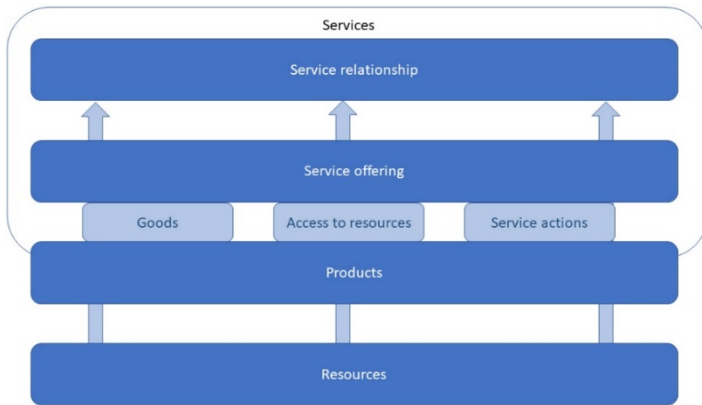 Services
Service relationship
Service offering
Goods
Access to resources
Service actions
Products
Resources